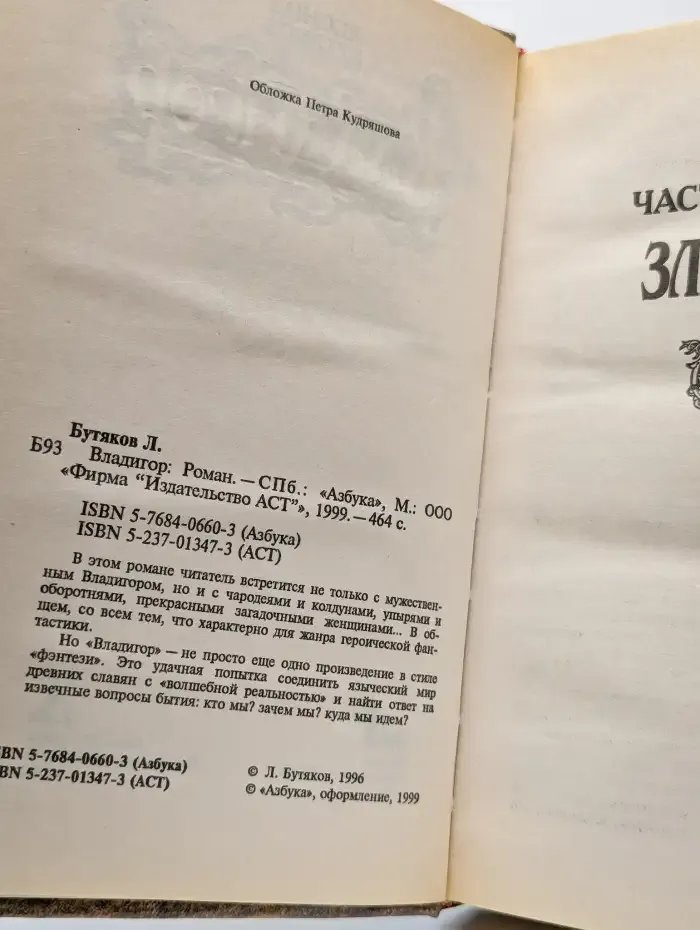 Обложка Петра Кудряшова
Бутяков Л.
Б93 Владигор: Роман. — СПб.: «Азбука», М.: ООО
«Фирма "Издательство АСТ"», 1999. — 464 с.
ISBN 5-7684-0660-3 (Азбука)
ISBN 5-237-01347-3 (АСТ)
В этом романе читатель встретится не только с мужествен-
ным Владигором, но и с чародеями и колдунами, упырями и
оборотнями, прекрасными загадочными женщинами... В об-
щем, со всем тем, что характерно для жанра героической фан-
тастики.
Но «Владигор» — не просто еще одно произведение в стиле
«фэнтези». Это удачная попытка соединить языческий мир
древних славян с «волшебной реальностью» и найти ответ на
извечные вопросы бытия: кто мы? зачем мы? куда мы идем?
BN 5-7684-0660-3 (Азбука)
BN 5-237-01347-3 (АСТ)
© Л. Бутяков, 1996
© «Азбука», оформление, 1999
ЧАС
ЗЛ